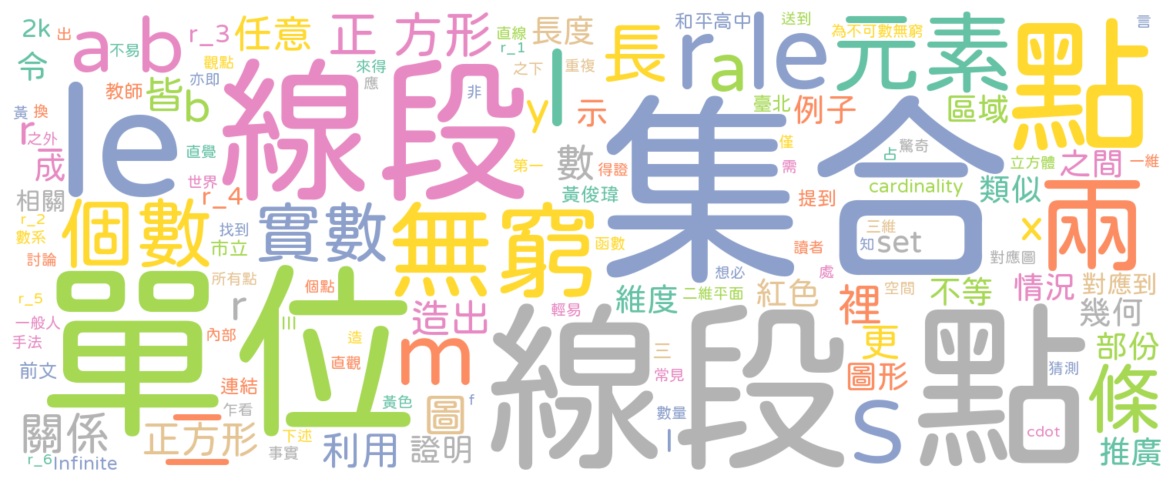 2k 出 a b r_3 任意 正 方形 直線 長度 和平高中 送到 元素 言
令 不易 觀點 r_1 長 r a le 為不可數無窮 點
教師 亦即 來得 之下 重複 l
黃 換 le 皆 b 線段 應 非 y 示 集合 臺北 例子 區域
r_ 之外 成 直覺 第一 數 得證 僅 占 驚奇 立方體 之間 一維
相關 世界 r_4 黃俊瑋 需 提到 cardinality 類似 兩
r_2 數系 個數 找到 市立 實數 無窮 函數 讀者 三維 知 set x
討論 所有點 想必 處 對應圖
r_5 單位 r 個點 lll 造出 維度 二維平面 紅色 空間 裡 不等 情況 對應到
一般人 手法 內部 造 直觀 m 輕易 線段 點 更 幾何
前文 連結 黃色 三 常見 圖形 猜測 部份
關係 乍看 圖 f 數量 S 條
正方形 下述 事實 利用 證明 l cdot 推廣
r_6 Infinite